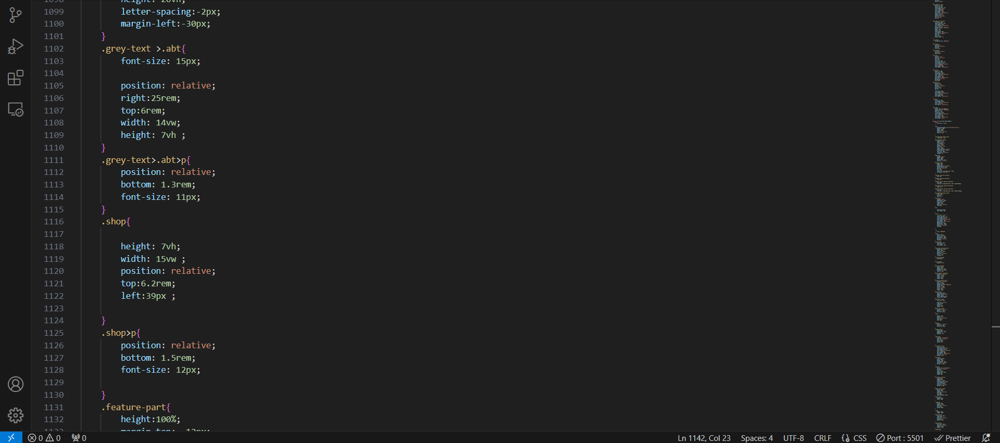 1098 height: 20vh;
1099 letter-spacing:-2px;
1100 margin-left:-30px;
1101 }
1102 .grey-text >.abt{
1103 font-size: 15px;
1104
1105 position: relative;
1106 right:25rem;
1107 top:6rem;
1108 width: 14vw;
1109 height: 7vh ;
1110 }
1111 .grey-text>.abt>p{
1112 position: relative;
1113 bottom: 1.3rem;
1114 font-size: 11px;
1115 }
1116 .shop{
1117
1118 height: 7vh;
1119 width: 15vw ;
1120 position: relative;
1121 top:6.2rem;
1122 left:39px ;
1123
1124 }
1125 .shop>p{
1126 position: relative;
1127 bottom: 1.5rem;
1128 font-size: 12px;
1129
1130 }
1131 .feature-part{
1132 height:100%;
1133 margin-top: -12px;
0 0 0 Ln 1142, Col 23 Spaces: 4 UTF-8 CRLF {} CSS Port : 5501 Prettier